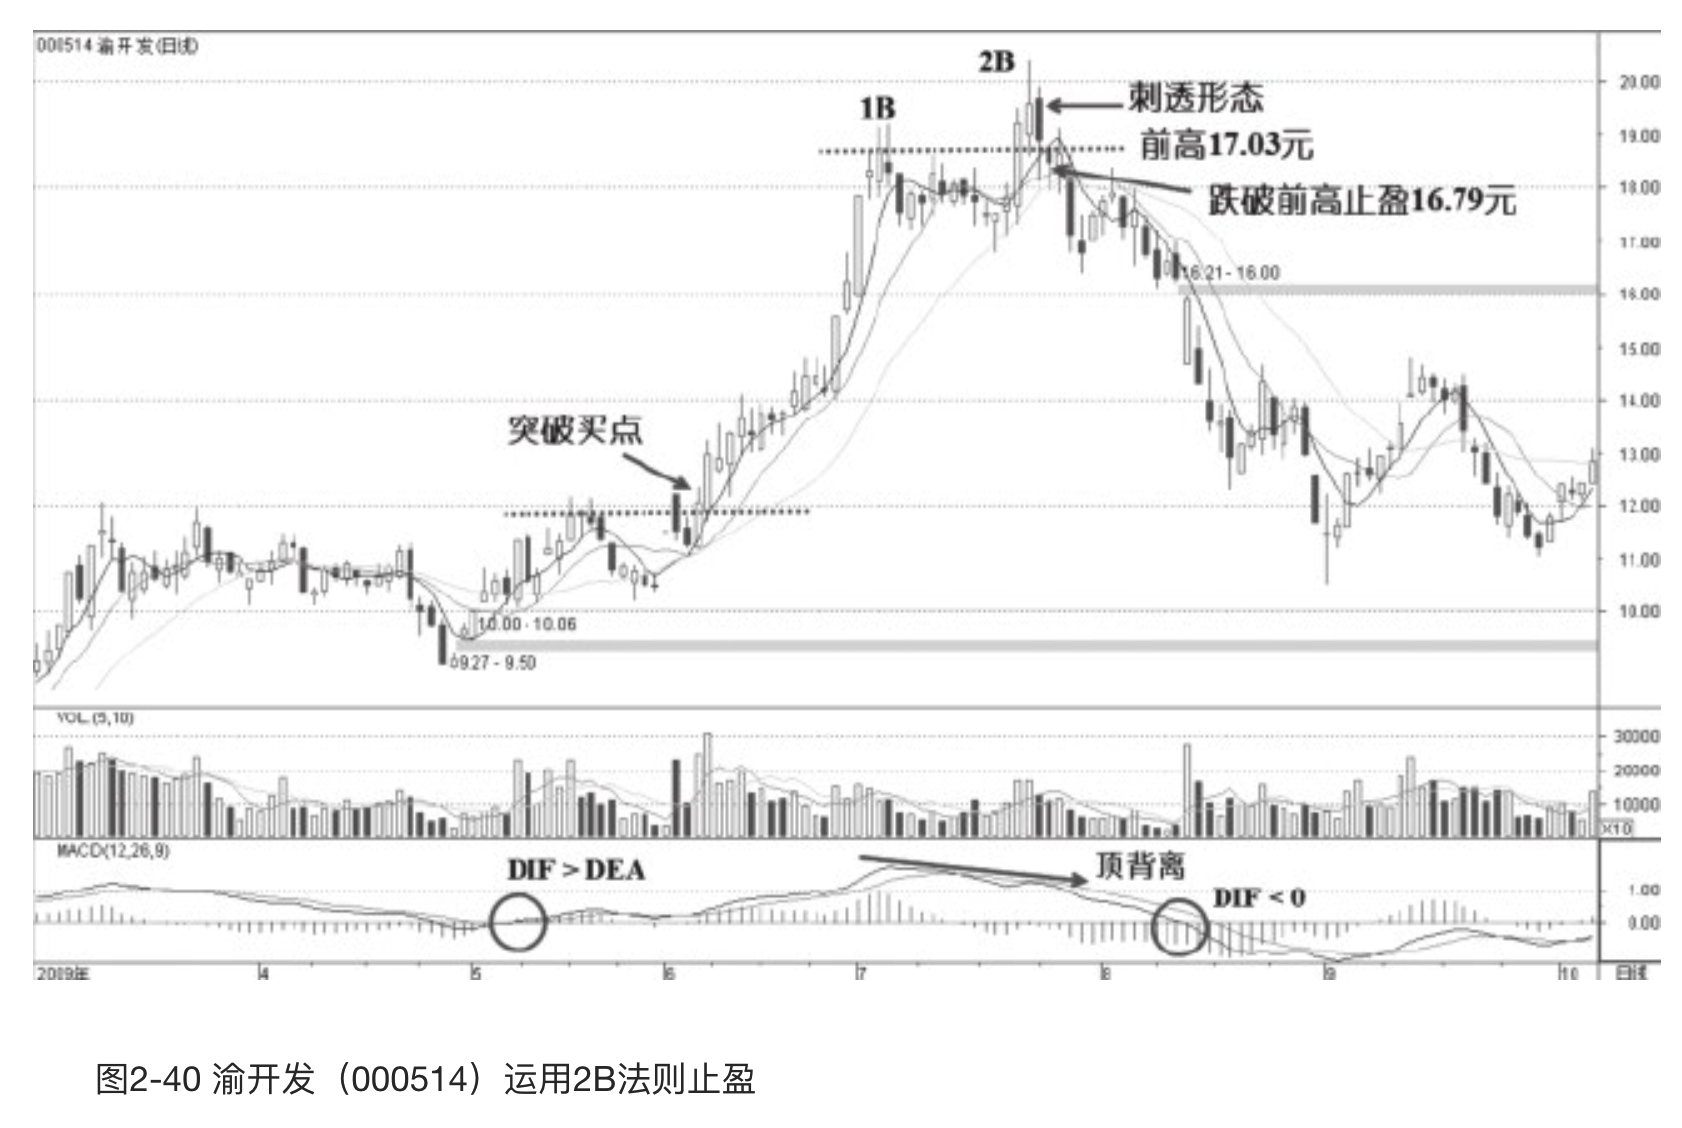 000514 渝开发(日线)
2B
20.00
刺透形态
1B
19.00
前高17.03元
18.00
跌破前高止盈16.79元
17.00
16.21 - 16.00
16.00
15.00
14.00
突破买点
13.00
12.00
11.00
10.00
10.00 - 10.06
9.27 - 9.50
VOL.(5,10)
30000
20000
10000
X10
MACD(12,26,9)
DIF > DEA
顶背离
1.00
DIF < 0
0.00
2009年 4 5 6 7 8 9 10 日线
图2-40 渝开发（000514）运用2B法则止盈